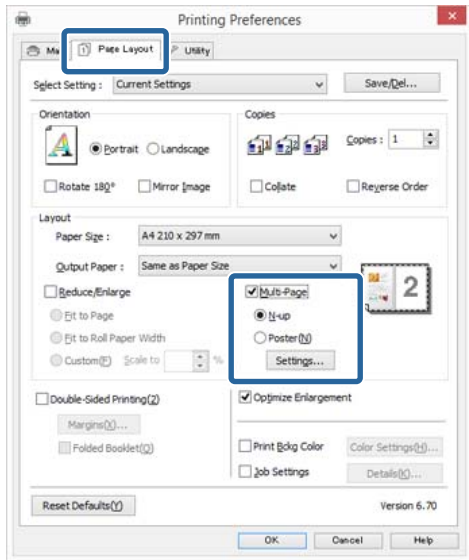 Printing Preferences
Ma
Page Layout
Utility
Select Setting : Current Settings
Save/Del...
Orientation
Portrait
Landscape
Rotate 180°
Mirror Image
Copies
Copies : 1
Collate
Reverse Order
Layout
Paper Size : A4 210 x 297 mm
Output Paper : Same as Paper Size
Reduce/Enlarge
Fit to Page
Fit to Roll Paper Width
Custom(F) Scale to %
Multi-Page
N-up
Poster(N)
Settings...
2
Double-Sided Printing(2)
Margins(X)...
Folded Booklet(Q)
Optimize Enlargement
Print Bckg Color
Color Settings(H)...
Job Settings
Details(K)...
Reset Defaults(Y)
Version 6.70
OK
Cancel
Help